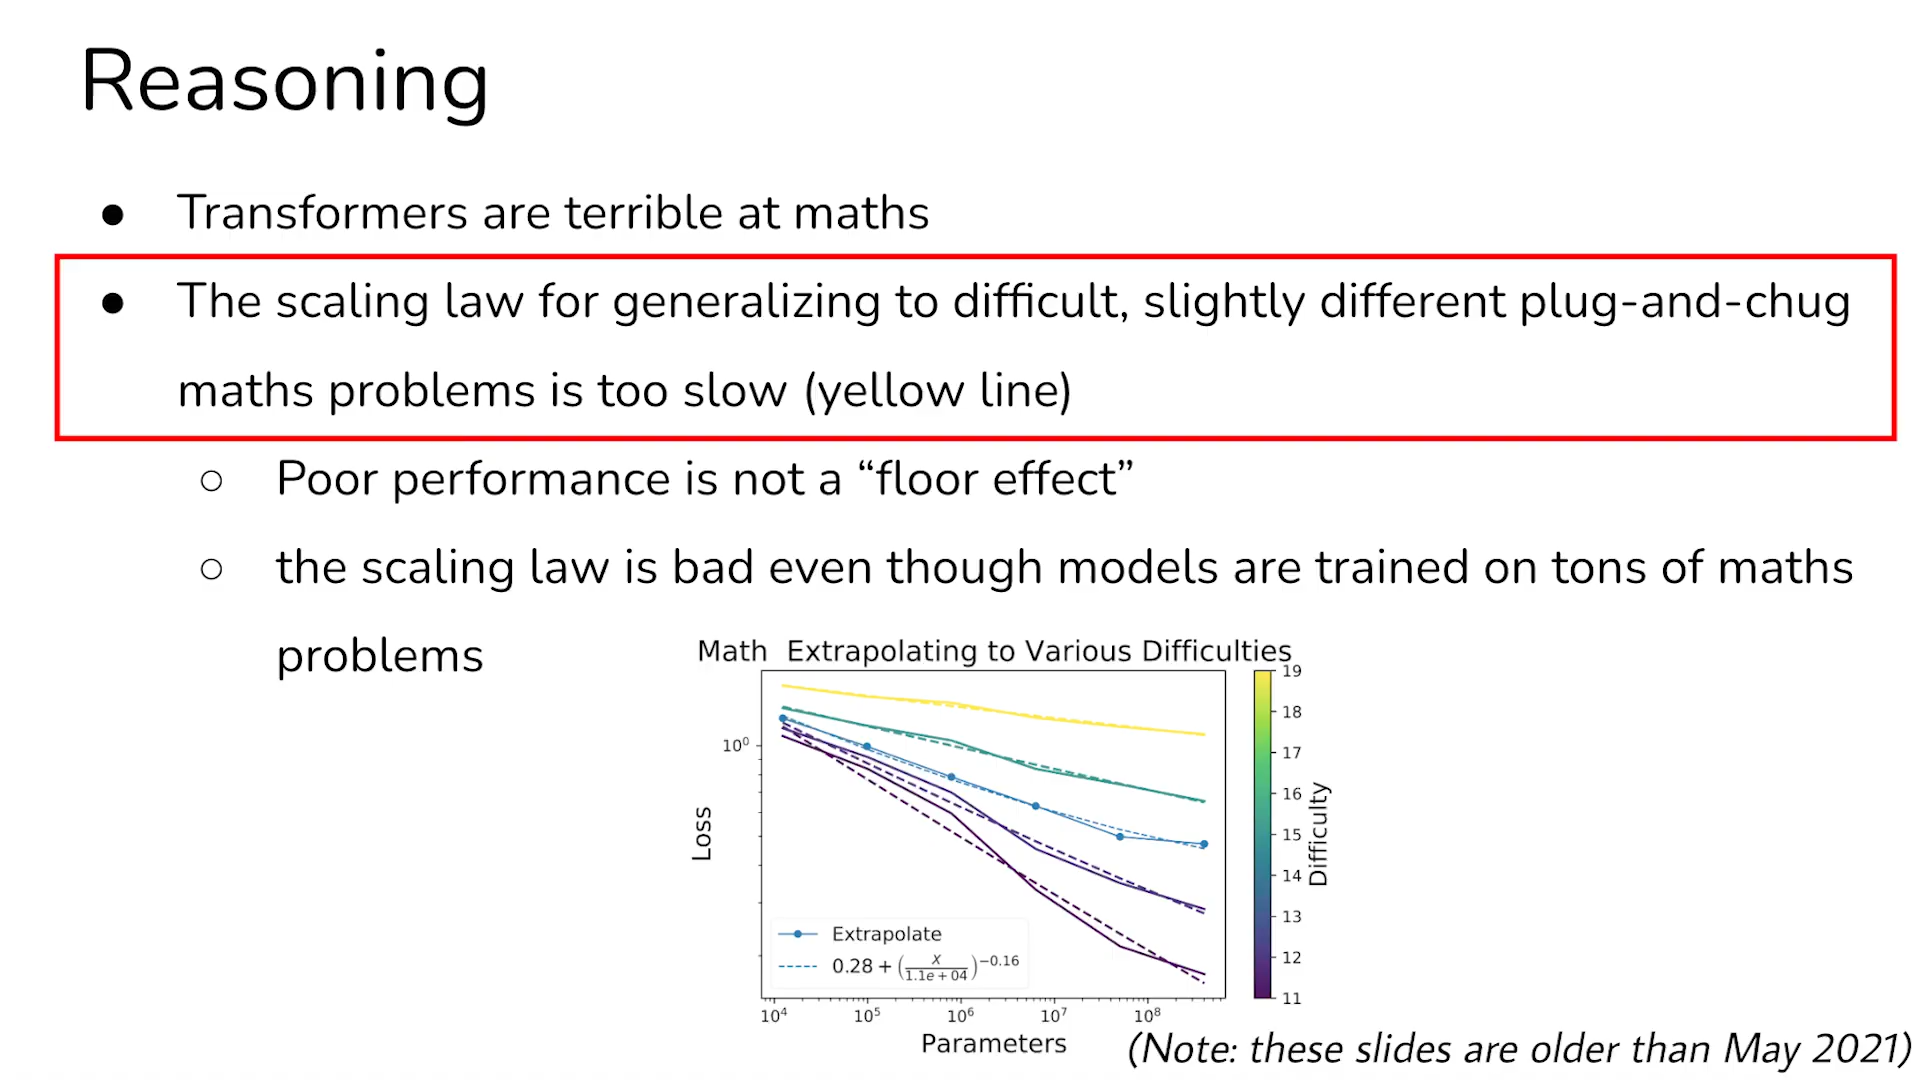 Reasoning
● Transformers are terrible at maths
● The scaling law for generalizing to difficult, slightly different plug-and-chug
maths problems is too slow (yellow line)
○ Poor performance is not a “floor effect”
○ the scaling law is bad even though models are trained on tons of maths
problems
Math  Extrapolating to Various Difficulties
10⁰
Loss
Extrapolate
0.28 + (X / 1.1e + 04)^−0.16
10⁴ 10⁵ 10⁶ 10⁷ 10⁸
Parameters
19
18
17
16
15
14
13
12
11
Difficulty
(Note: these slides are older than May 2021)